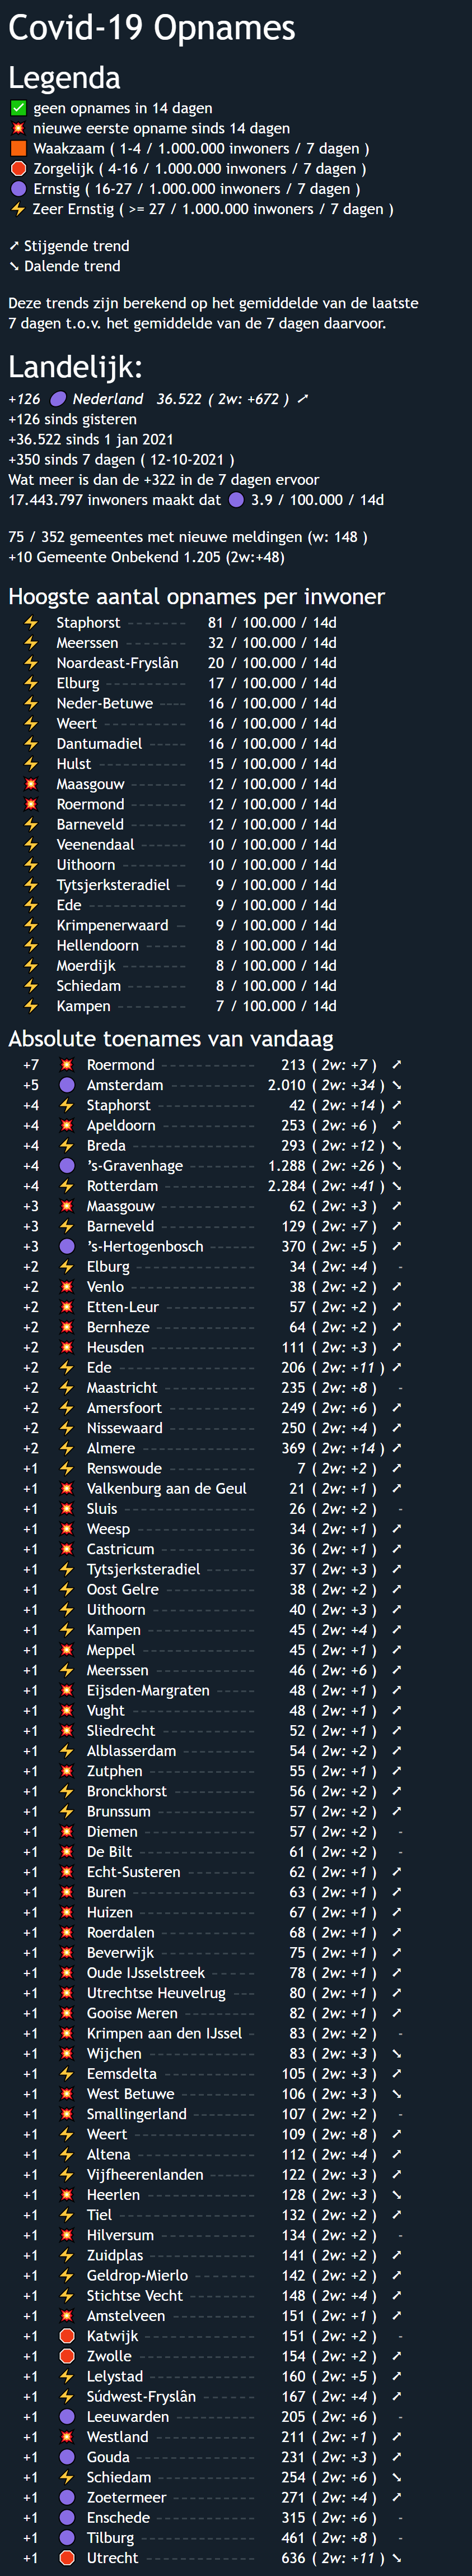 Covid-19 Opnames
Legenda
✅ geen opnames in 14 dagen
💥 nieuwe eerste opname sinds 14 dagen
🟧 Waakzaam ( 1-4 / 1.000.000 inwoners / 7 dagen )
🛑 Zorgelijk ( 4-16 / 1.000.000 inwoners / 7 dagen )
🟣 Ernstig ( 16-27 / 1.000.000 inwoners / 7 dagen )
⚡ Zeer Ernstig ( >= 27 / 1.000.000 inwoners / 7 dagen )
➚ Stijgende trend
➘ Dalende trend
Deze trends zijn berekend op het gemiddelde van de laatste
7 dagen t.o.v. het gemiddelde van de 7 dagen daarvoor.
Landelijk:
+126 🟣 Nederland 36.522 ( 2w: +672 ) ➚
+126 sinds gisteren
+36.522 sinds 1 jan 2021
+350 sinds 7 dagen ( 12-10-2021 )
Wat meer is dan de +322 in de 7 dagen ervoor
17.443.797 inwoners maakt dat 🟣 3.9 / 100.000 / 14d
75 / 352 gemeentes met nieuwe meldingen (w: 148 )
+10 Gemeente Onbekend 1.205 (2w:+48)
Hoogste aantal opnames per inwoner
⚡ Staphorst ------- 81 / 100.000 / 14d
⚡ Meerssen ------- 32 / 100.000 / 14d
⚡ Noardeast-Fryslân 20 / 100.000 / 14d
⚡ Elburg --------- 17 / 100.000 / 14d
⚡ Neder-Betuwe ---- 16 / 100.000 / 14d
⚡ Weert --------- 16 / 100.000 / 14d
⚡ Dantumadiel ----- 16 / 100.000 / 14d
⚡ Hulst --------- 15 / 100.000 / 14d
💥 Maasgouw ------- 12 / 100.000 / 14d
💥 Roermond ------- 12 / 100.000 / 14d
⚡ Barneveld ------- 12 / 100.000 / 14d
⚡ Veenendaal ------ 10 / 100.000 / 14d
⚡ Uithoorn -------- 10 / 100.000 / 14d
⚡ Tytsjerksteradiel - 9 / 100.000 / 14d
⚡ Ede ----------- 9 / 100.000 / 14d
⚡ Krimpenerwaard - 9 / 100.000 / 14d
⚡ Hellendoorn ----- 8 / 100.000 / 14d
⚡ Moerdijk -------- 8 / 100.000 / 14d
⚡ Schiedam ------- 8 / 100.000 / 14d
⚡ Kampen -------- 7 / 100.000 / 14d
Absolute toenames van vandaag
+7 💥 Roermond ----------- 213 ( 2w: +7 ) ➚
+5 🟣 Amsterdam ---------- 2.010 ( 2w: +34 ) ➘
+4 ⚡ Staphorst ----------- 42 ( 2w: +14 ) ➚
+4 💥 Apeldoorn ----------- 253 ( 2w: +6 ) ➚
+4 ⚡ Breda -------------- 293 ( 2w: +12 ) ➘
+4 🟣 ’s-Gravenhage -------- 1.288 ( 2w: +26 ) ➘
+4 ⚡ Rotterdam ---------- 2.284 ( 2w: +41 ) ➘
+3 💥 Maasgouw ----------- 62 ( 2w: +3 ) ➚
+3 ⚡ Barneveld ----------- 129 ( 2w: +7 ) ➚
+3 🟣 ’s-Hertogenbosch ------ 370 ( 2w: +5 ) ➚
+2 ⚡ Elburg ------------- 34 ( 2w: +4 ) -
+2 💥 Venlo -------------- 38 ( 2w: +2 ) ➚
+2 💥 Etten-Leur ---------- 57 ( 2w: +2 ) ➚
+2 💥 Bernheze ----------- 64 ( 2w: +2 ) ➚
+2 💥 Heusden ------------ 111 ( 2w: +3 ) ➚
+2 ⚡ Ede --------------- 206 ( 2w: +11 ) ➚
+2 ⚡ Maastricht ---------- 235 ( 2w: +8 ) -
+2 ⚡ Amersfoort ---------- 249 ( 2w: +6 ) ➚
+2 ⚡ Nissewaard ---------- 250 ( 2w: +4 ) ➚
+2 ⚡ Almere ------------- 369 ( 2w: +14 ) ➚
+1 ⚡ Renswoude ---------- 7 ( 2w: +2 ) ➚
+1 💥 Valkenburg aan de Geul 21 ( 2w: +1 ) ➚
+1 💥 Sluis --------------- 26 ( 2w: +2 ) -
+1 💥 Weesp ------------- 34 ( 2w: +1 ) ➚
+1 💥 Castricum ----------- 36 ( 2w: +1 ) ➚
+1 ⚡ Tytsjerksteradiel ------ 37 ( 2w: +3 ) ➚
+1 ⚡ Oost Gelre ---------- 38 ( 2w: +2 ) ➚
+1 ⚡ Uithoorn ------------ 40 ( 2w: +3 ) ➚
+1 ⚡ Kampen ------------ 45 ( 2w: +4 ) ➚
+1 💥 Meppel ------------- 45 ( 2w: +1 ) ➚
+1 ⚡ Meerssen ----------- 46 ( 2w: +6 ) ➚
+1 💥 Eijsden-Margraten ----- 48 ( 2w: +1 ) ➚
+1 💥 Vught -------------- 48 ( 2w: +1 ) ➚
+1 💥 Sliedrecht ----------- 52 ( 2w: +1 ) ➚
+1 ⚡ Alblasserdam --------- 54 ( 2w: +2 ) ➚
+1 💥 Zutphen ------------ 55 ( 2w: +1 ) ➚
+1 ⚡ Bronckhorst ---------- 56 ( 2w: +2 ) ➚
+1 ⚡ Brunssum ----------- 57 ( 2w: +2 ) ➚
+1 💥 Diemen ------------- 57 ( 2w: +2 ) -
+1 💥 De Bilt ------------- 61 ( 2w: +2 ) -
+1 💥 Echt-Susteren -------- 62 ( 2w: +1 ) ➚
+1 💥 Buren -------------- 63 ( 2w: +1 ) ➚
+1 💥 Huizen ------------- 67 ( 2w: +1 ) ➚
+1 💥 Roerdalen ----------- 68 ( 2w: +1 ) ➚
+1 💥 Beverwijk ----------- 75 ( 2w: +1 ) ➚
+1 💥 Oude IJsselstreek ------ 78 ( 2w: +1 ) ➚
+1 💥 Utrechtse Heuvelrug --- 80 ( 2w: +1 ) ➚
+1 💥 Gooise Meren -------- 82 ( 2w: +1 ) ➚
+1 💥 Krimpen aan den IJssel - 83 ( 2w: +2 ) -
+1 💥 Wijchen ------------ 83 ( 2w: +3 ) ➘
+1 ⚡ Eemsdelta ---------- 105 ( 2w: +3 ) ➚
+1 💥 West Betuwe --------- 106 ( 2w: +3 ) ➘
+1 💥 Smallingerland -------- 107 ( 2w: +2 ) -
+1 ⚡ Weert -------------- 109 ( 2w: +8 ) ➚
+1 ⚡ Altena ------------- 112 ( 2w: +4 ) ➚
+1 ⚡ Vijfheerenlanden ------ 122 ( 2w: +3 ) ➚
+1 💥 Heerlen ------------ 128 ( 2w: +3 ) ➘
+1 ⚡ Tiel ---------------- 132 ( 2w: +2 ) ➚
+1 💥 Hilversum ----------- 134 ( 2w: +2 ) -
+1 ⚡ Zuidplas ------------ 141 ( 2w: +2 ) ➚
+1 ⚡ Geldrop-Mierlo ------- 142 ( 2w: +2 ) ➚
+1 ⚡ Stichtse Vecht ------- 148 ( 2w: +4 ) ➚
+1 💥 Amstelveen ---------- 151 ( 2w: +1 ) ➚
+1 🛑 Katwijk ------------- 151 ( 2w: +2 ) -
+1 🛑 Zwolle ------------- 154 ( 2w: +2 ) ➚
+1 ⚡ Lelystad ------------ 160 ( 2w: +5 ) ➚
+1 ⚡ Súdwest-Fryslân ------ 167 ( 2w: +4 ) ➚
+1 🟣 Leeuwarden --------- 205 ( 2w: +6 ) -
+1 💥 Westland ----------- 211 ( 2w: +1 ) ➚
+1 🟣 Gouda ------------- 231 ( 2w: +3 ) ➚
+1 ⚡ Schiedam ----------- 254 ( 2w: +6 ) ➘
+1 🟣 Zoetermeer ---------- 271 ( 2w: +4 ) ➚
+1 🟣 Enschede ----------- 315 ( 2w: +6 ) -
+1 🟣 Tilburg ------------- 461 ( 2w: +8 ) -
+1 🛑 Utrecht ------------ 636 ( 2w: +11 ) ➘